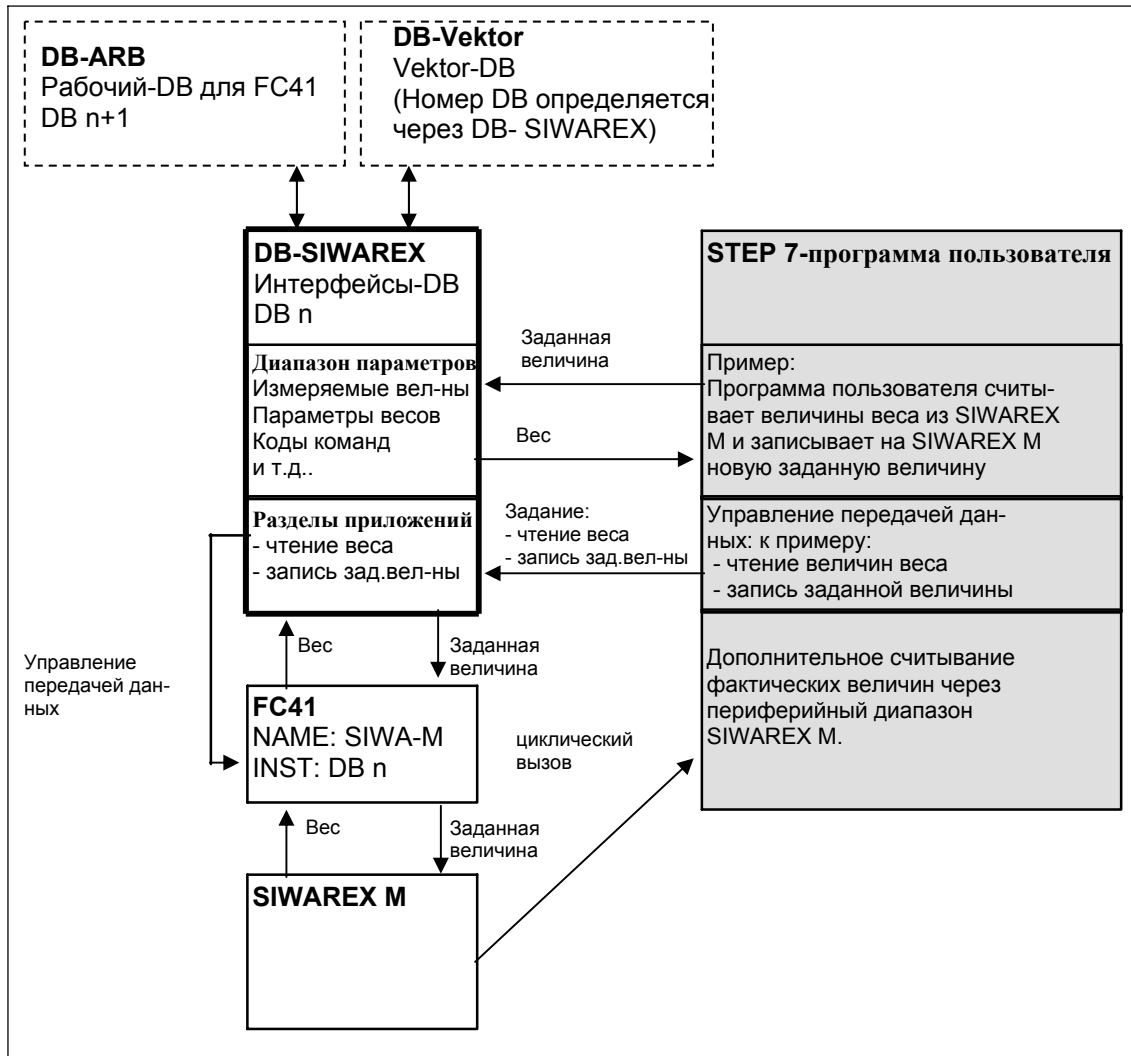 DB-ARB
Рабочий-DB для FC41
DB n+1
DB-Vektor
Vektor-DB
(Номер DB определяется
через DB- SIWAREX)
DB-SIWAREX
Интерфейсы-DB
DB n
STEP 7-программа пользователя
Заданная
величина
Диапазон параметров
Измеряемые вел-ны
Параметры весов
Коды команд
и т.д..
Вес
Пример:
Программа пользователя считы-
вает величины веса из SIWAREX
M и записывает на SIWAREX M
новую заданную величину
Разделы приложений
- чтение веса
- запись зад.вел-ны
Задание:
- чтение веса
- запись зад.вел-ны
Управление передачей дан-
ных: к примеру:
- чтение величин веса
- запись заданной величины
Вес
Заданная
величина
Управление
передачей дан-
ных
Дополнительное считывание
фактических величин через
периферийный диапазон
SIWAREX M.
FC41
NAME: SIWA-M
INST: DB n
циклический
вызов
Вес
Заданная
величина
SIWAREX M